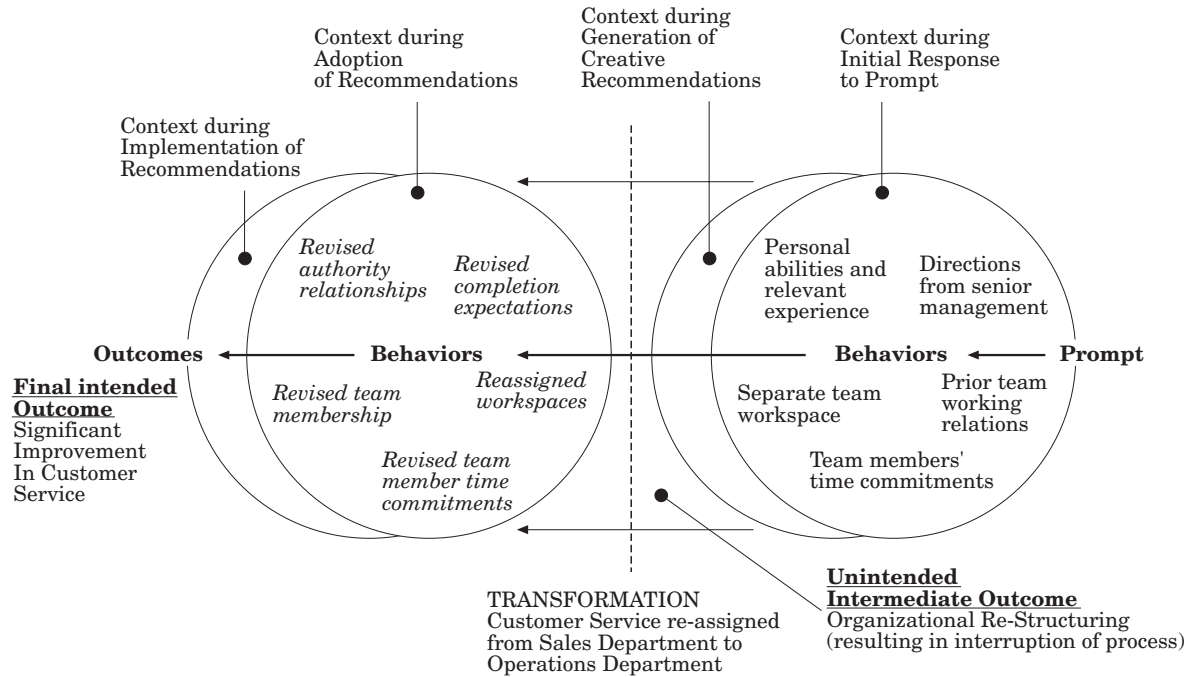 Context during
Adoption
of Recommendations
Context during
Generation of
Creative
Recommendations
Context during
Initial Response
to Prompt
Context during
Implementation of
Recommendations
Revised
authority
relationships
Revised
completion
expectations
Personal
abilities and
relevant
experience
Directions
from senior
management
Outcomes
Behaviors
Behaviors
Prompt
Final intended
Outcome
Significant
Improvement
In Customer
Service
Revised team
membership
Reassigned
workspaces
Separate team
workspace
Prior team
working
relations
Revised team
member time
commitments
Team members'
time commitments
TRANSFORMATION
Customer Service re-assigned
from Sales Department to
Operations Department
Unintended
Intermediate Outcome
Organizational Re-Structuring
(resulting in interruption of process)